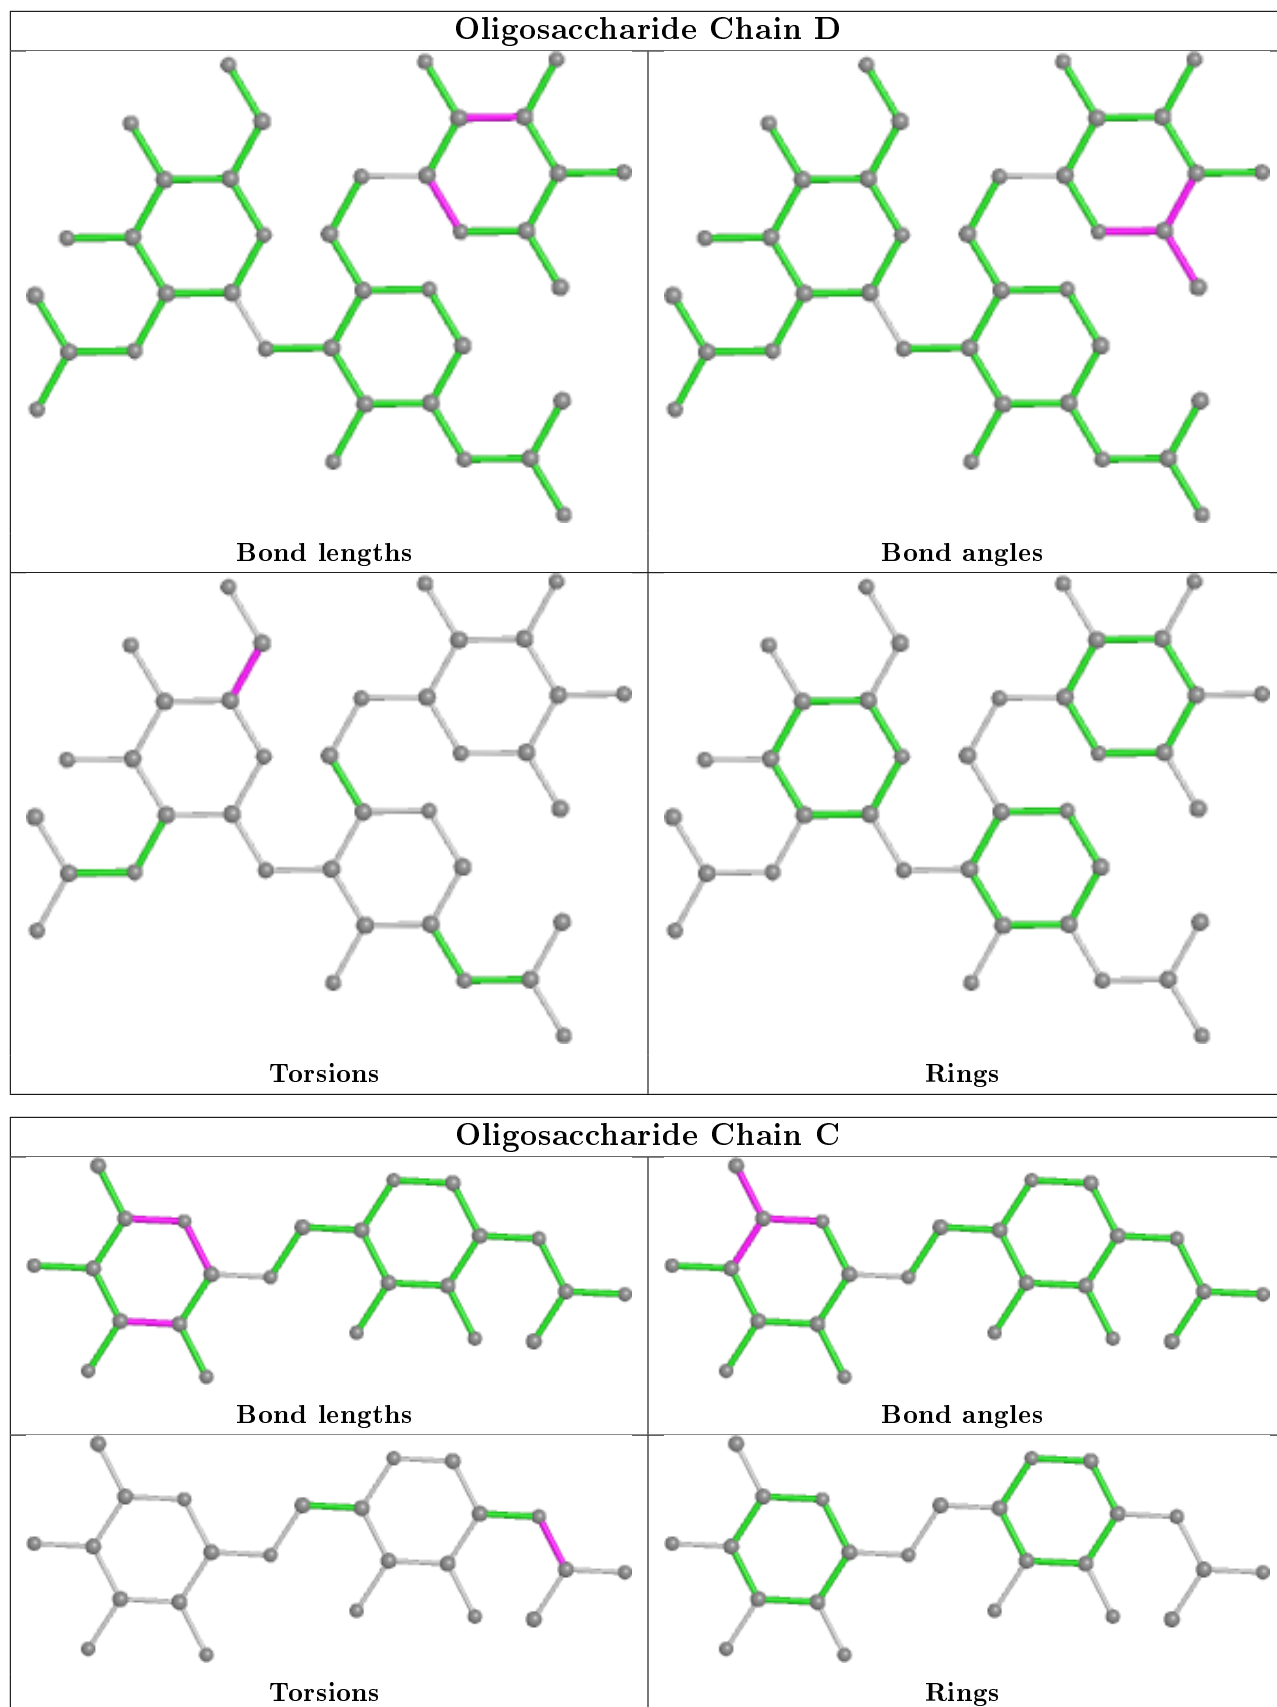 Oligosaccharide Chain D
Bond lengths
Bond angles
Torsions
Rings
Oligosaccharide Chain C
Bond lengths
Bond angles
Torsions
Rings